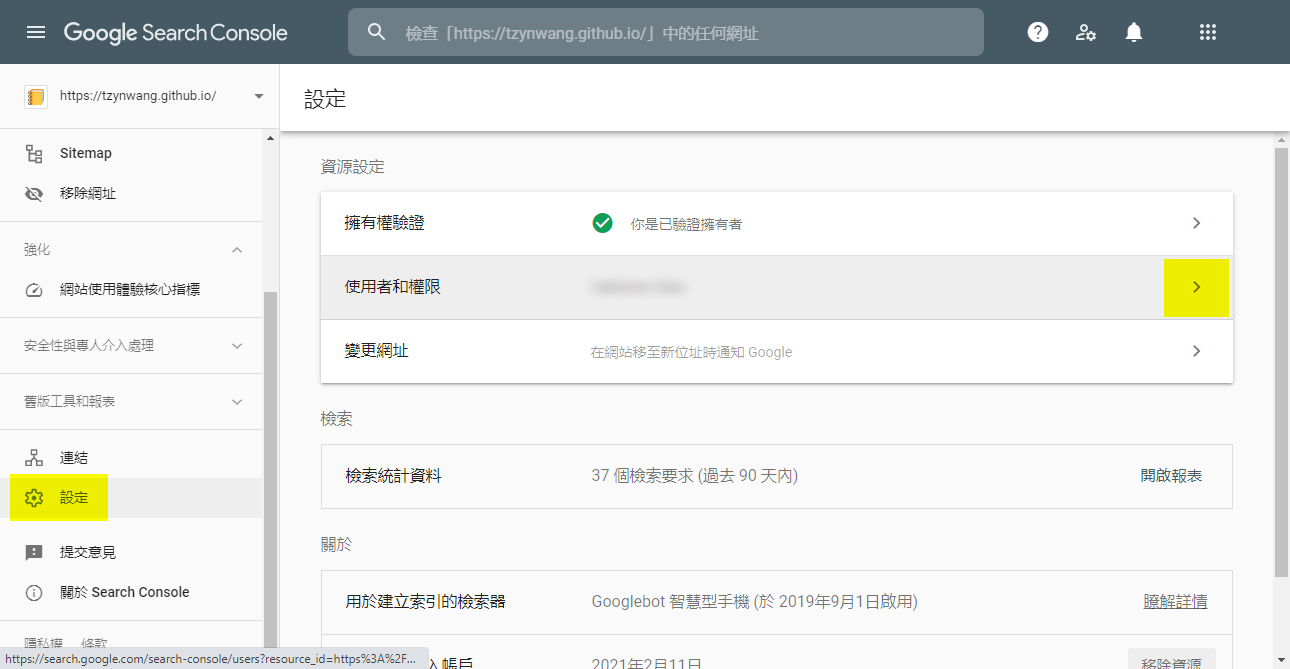 Google Search Console
檢查「https://tzynwang.github.io/」中的任何網址
https://tzynwang.github.io/
Sitemap
移除網址
強化
網站使用體驗核心指標
安全性與專人介入處理
舊版工具和報表
連結
設定
提交意見
關於 Search Console
隱私權 條款
https://search.google.com/search-console/users?resource_id=https%3A%2F...
設定
資源設定
擁有權驗證 你是已驗證擁有者
使用者和權限
變更網址 在網站移至新位址時通知 Google
檢索
檢索統計資料 37 個檢索要求 (過去 90 天內) 開啟報表
關於
用於建立索引的檢索器 Googlebot 智慧型手機 (於 2019年9月1日啟用) 瞭解詳情
入帳戶 2021年2月11日 移除資源